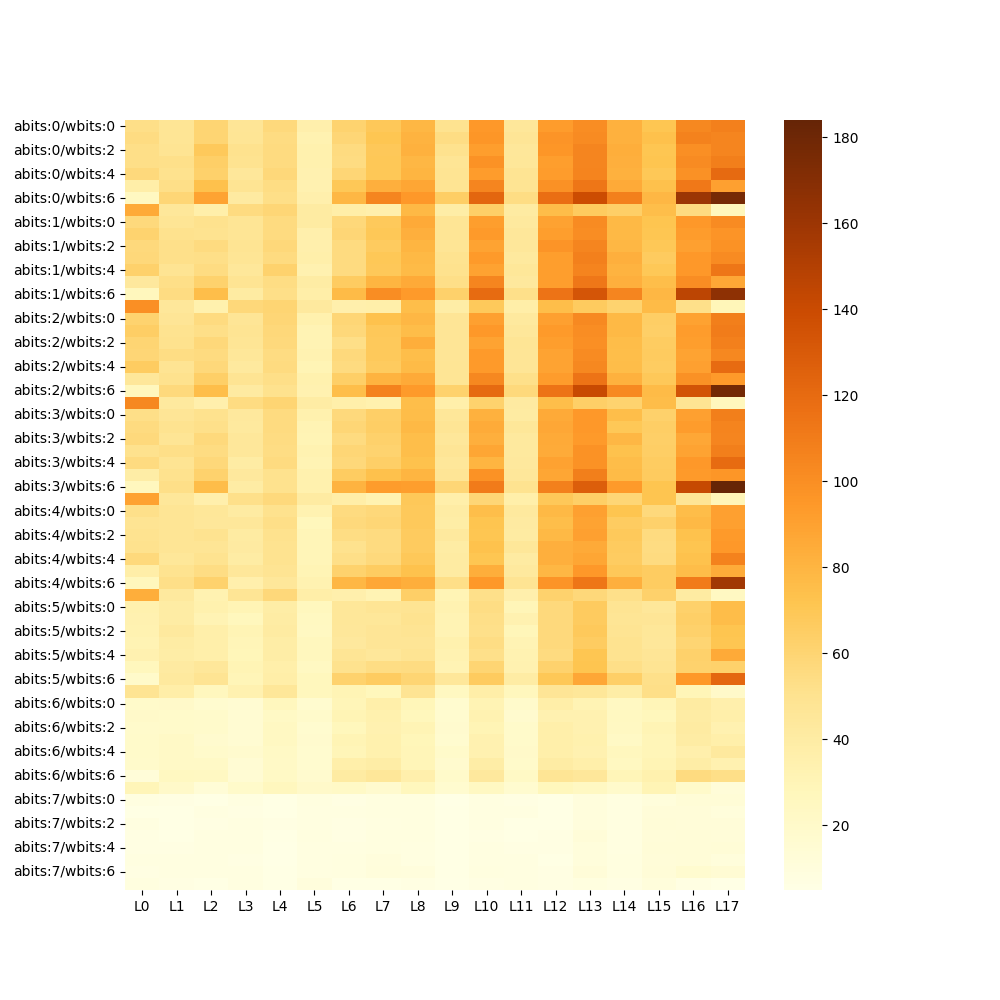 abits:0/wbits:0
abits:0/wbits:2
abits:0/wbits:4
abits:0/wbits:6
abits:1/wbits:0
abits:1/wbits:2
abits:1/wbits:4
abits:1/wbits:6
abits:2/wbits:0
abits:2/wbits:2
abits:2/wbits:4
abits:2/wbits:6
abits:3/wbits:0
abits:3/wbits:2
abits:3/wbits:4
abits:3/wbits:6
abits:4/wbits:0
abits:4/wbits:2
abits:4/wbits:4
abits:4/wbits:6
abits:5/wbits:0
abits:5/wbits:2
abits:5/wbits:4
abits:5/wbits:6
abits:6/wbits:0
abits:6/wbits:2
abits:6/wbits:4
abits:6/wbits:6
abits:7/wbits:0
abits:7/wbits:2
abits:7/wbits:4
abits:7/wbits:6
L0 L1 L2 L3 L4 L5 L6 L7 L8 L9 L10 L11 L12 L13 L14 L15 L16 L17
180
160
140
120
100
80
60
40
20